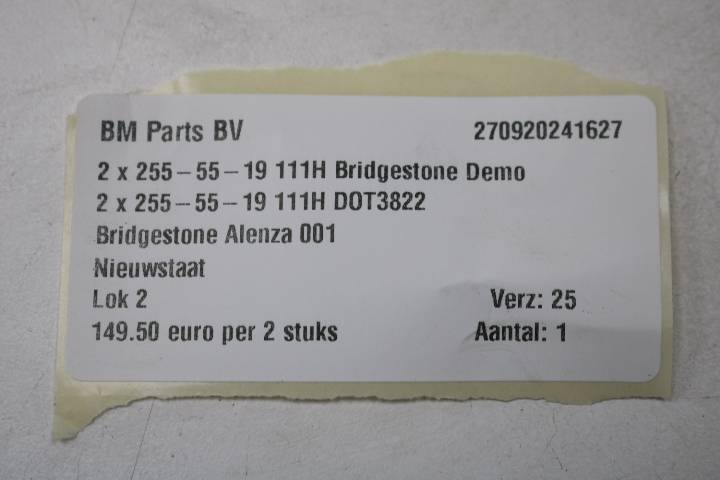 BM Parts BV 270920241627
2 x 255-55-19 111H Bridgestone Demo
2 x 255-55-19 111H DOT3822
Bridgestone Alenza 001
Nieuwstaat
Lok 2 Verz: 25
149.50 euro per 2 stuks Aantal: 1